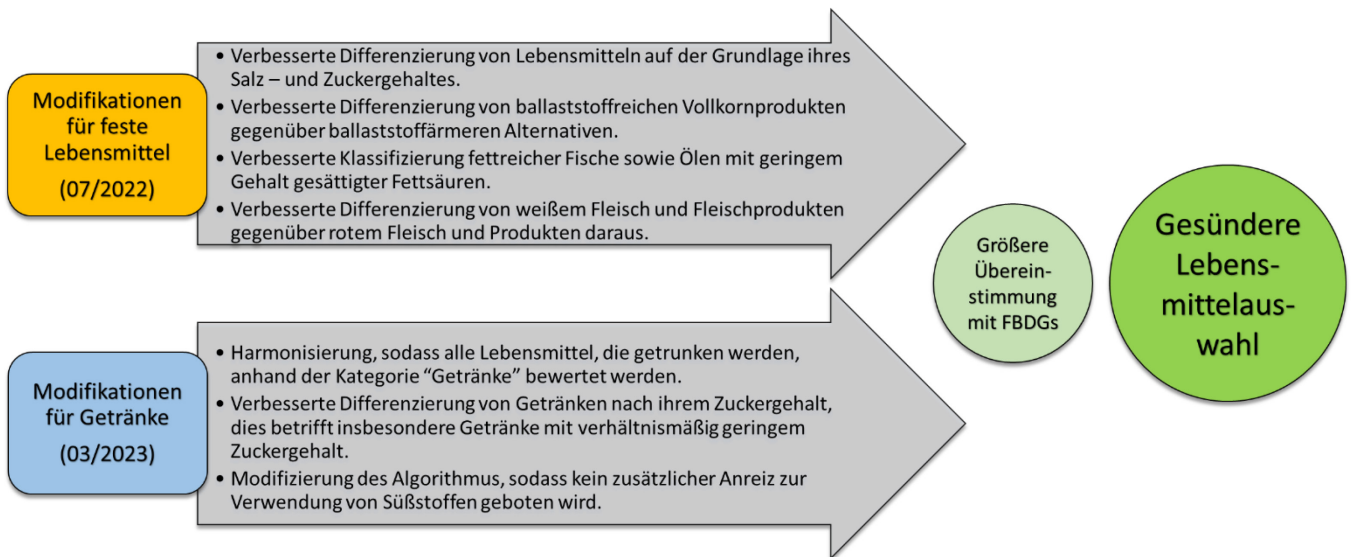 Modifikationen
für feste
Lebensmittel
(07/2022)
• Verbesserte Differenzierung von Lebensmitteln auf der Grundlage ihres
Salz – und Zuckergehaltes.
• Verbesserte Differenzierung von ballaststoffreichen Vollkornprodukten
gegenüber ballaststoffärmeren Alternativen.
• Verbesserte Klassifizierung fettreicher Fische sowie Ölen mit geringem
Gehalt gesättigter Fettsäuren.
• Verbesserte Differenzierung von weißem Fleisch und Fleischprodukten
gegenüber rotem Fleisch und Produkten daraus.
Modifikationen
für Getränke
(03/2023)
• Harmonisierung, sodass alle Lebensmittel, die getrunken werden,
anhand der Kategorie “Getränke” bewertet werden.
• Verbesserte Differenzierung von Getränken nach ihrem Zuckergehalt,
dies betrifft insbesondere Getränke mit verhältnismäßig geringem
Zuckergehalt.
• Modifizierung des Algorithmus, sodass kein zusätzlicher Anreiz zur
Verwendung von Süßstoffen geboten wird.
Größere
Überein-
stimmung
mit FBDGs
Gesündere
Lebens-
mittelaus-
wahl